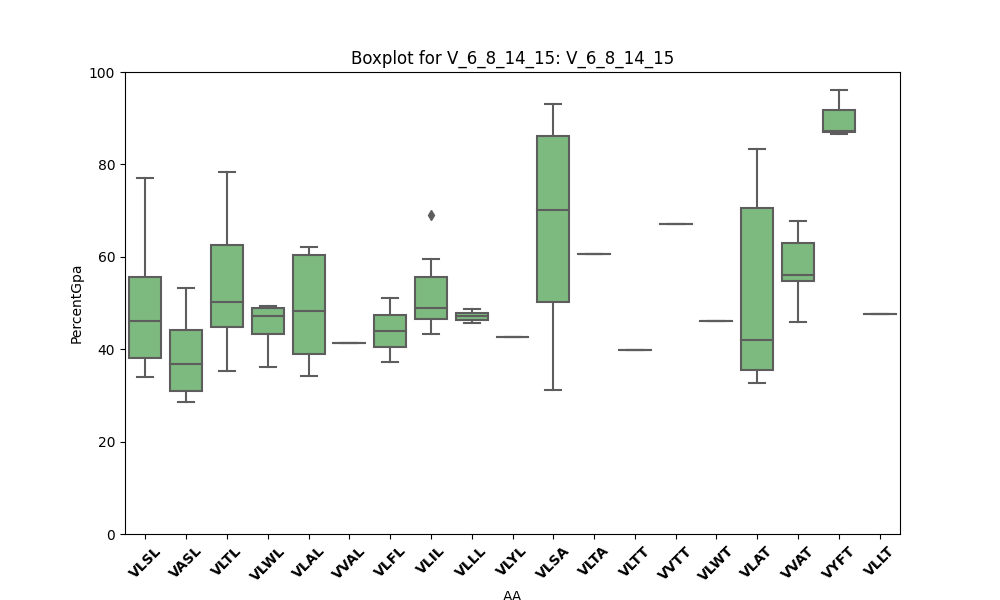 Boxplot for V_6_8_14_15: V_6_8_14_15
PercentGpa
100
80
60
40
20
0
VLSL VASL VLTL VLWL VLAL VVAL VLFL VLIL VLLL VLYL VLSA VLTA VLTT VVTT VLWT VLAT VVAT VYFT VLLT
AA